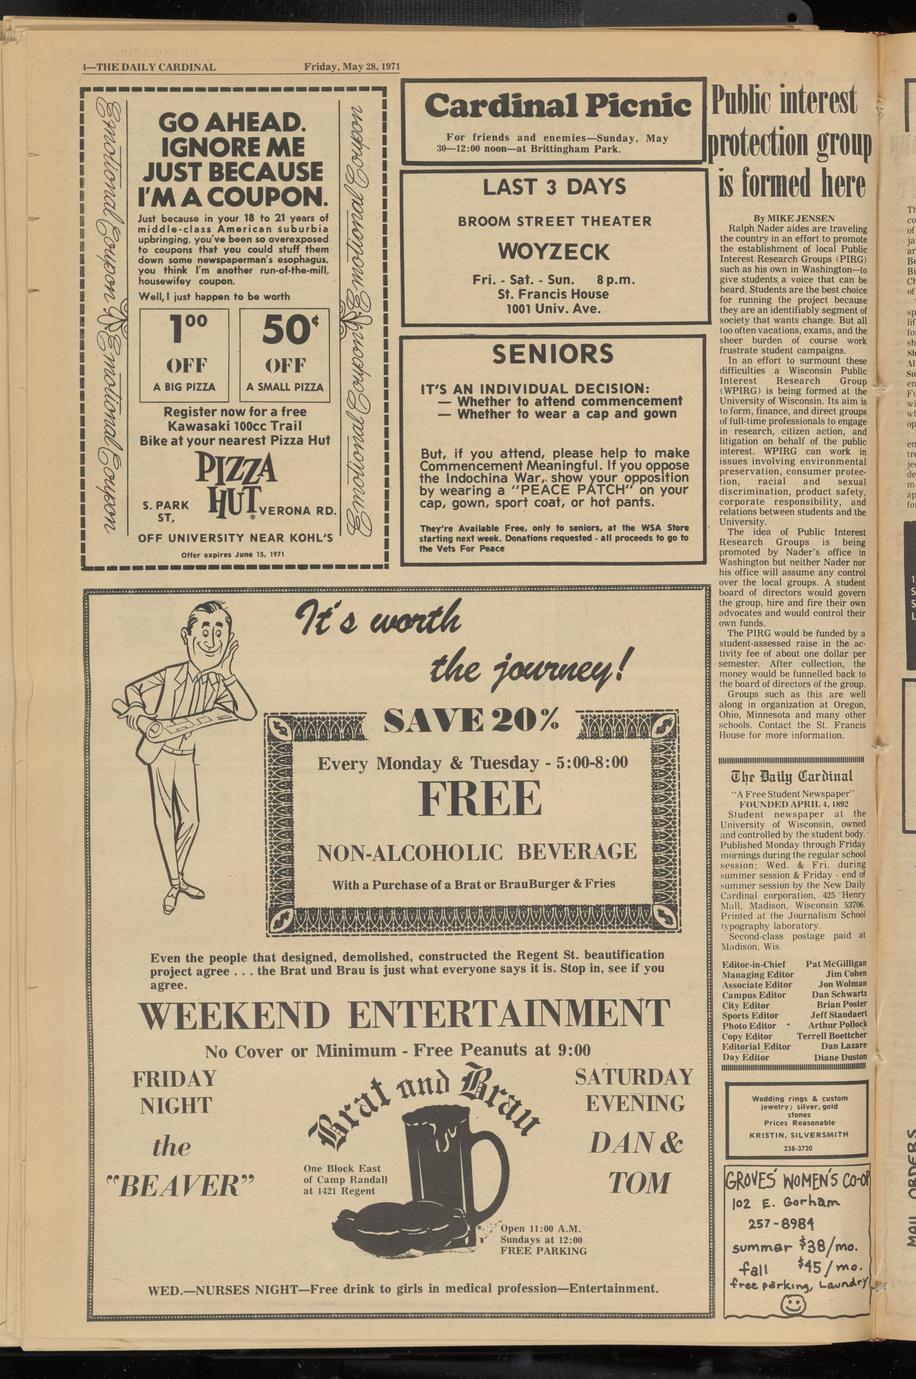 4—THE DAILY CARDINAL
Friday, May 28, 1971
Emotional Coupon
Emotional Coupon
GO AHEAD.
IGNORE ME
JUST BECAUSE
I'M A COUPON.
Just because in your 18 to 21 years of
middle-class American suburbia
upbringing, you've been so overexposed
to coupons that you could stuff them
down some newspaperman's esophagus,
you think I'm another run-of-the-mill,
housewifey coupon.
Well, I just happen to be worth
1⁰⁰
OFF
A BIG PIZZA
50¢
OFF
A SMALL PIZZA
Register now for a free
Kawasaki 100cc Trail
Bike at your nearest Pizza Hut
PIZZA
HUT
®
S. PARK
ST,
VERONA RD.
OFF UNIVERSITY NEAR KOHL'S
Offer expires June 15, 1971
Emotional Coupon
Emotional Coupon
Cardinal Picnic
For friends and enemies—Sunday, May
30—12:00 noon—at Brittingham Park.
LAST 3 DAYS
BROOM STREET THEATER
WOYZECK
Fri. - Sat. - Sun. 8 p.m.
St. Francis House
1001 Univ. Ave.
SENIORS
IT'S AN INDIVIDUAL DECISION:
— Whether to attend commencement
— Whether to wear a cap and gown
But, if you attend, please help to make
Commencement Meaningful. If you oppose
the Indochina War, show your opposition
by wearing a "PEACE PATCH" on your
cap, gown, sport coat, or hot pants.
They're Available Free, only to seniors, at the WSA Store
starting next week. Donations requested - all proceeds to go to
the Vets For Peace
It's worth
the journey!
SAVE 20%
Every Monday & Tuesday - 5:00-8:00
FREE
NON-ALCOHOLIC BEVERAGE
With a Purchase of a Brat or BrauBurger & Fries
Even the people that designed, demolished, constructed the Regent St. beautification
project agree . . . the Brat und Brau is just what everyone says it is. Stop in, see if you
agree.
WEEKEND ENTERTAINMENT
No Cover or Minimum - Free Peanuts at 9:00
FRIDAY
NIGHT
the
"BEAVER"
Brat und Brau
One Block East
of Camp Randall
at 1421 Regent
Open 11:00 A.M.
Sundays at 12:00
FREE PARKING
SATURDAY
EVENING
DAN &
TOM
WED.—NURSES NIGHT—Free drink to girls in medical profession—Entertainment.
Public interest
protection group
is formed here
By MIKE JENSEN
Ralph Nader aides are traveling
the country in an effort to promote
the establishment of local Public
Interest Research Groups (PIRG)
such as his own in Washington—to
give students a voice that can be
heard. Students are the best choice
for running the project because
they are an identifiably segment of
society that wants change. But all
too often vacations, exams, and the
sheer burden of course work
frustrate student campaigns.
In an effort to surmount these
difficulties a Wisconsin Public
Interest Research Group
(WPIRG) is being formed at the
University of Wisconsin. Its aim is
to form, finance, and direct groups
of full-time professionals to engage
in research, citizen action, and
litigation on behalf of the public
interest. WPIRG can work in
issues involving environmental
preservation, consumer protec-
tion, racial and sexual
discrimination, product safety,
corporate responsibility, and
relations between students and the
University.
The idea of Public Interest
Research Groups is being
promoted by Nader's office in
Washington but neither Nader nor
his office will assume any control
over the local groups. A student
board of directors would govern
the group, hire and fire their own
advocates and would control their
own funds.
The PIRG would be funded by a
student-assessed raise in the ac-
tivity fee of about one dollar per
semester. After collection, the
money would be funnelled back to
the board of directors of the group.
Groups such as this are well
along in organization at Oregon,
Ohio, Minnesota and many other
schools. Contact the St. Francis
House for more information.
The Daily Cardinal
"A Free Student Newspaper"
FOUNDED APRIL 4, 1892
Student newspaper at the
University of Wisconsin, owned
and controlled by the student body.
Published Monday through Friday
mornings during the regular school
session; Wed. & Fri. during
summer session & Friday - end of
summer session by the New Daily
Cardinal corporation, 425 Henry
Mall, Madison, Wisconsin 53706.
Printed at the Journalism School
typography laboratory.
Second-class postage paid at
Madison, Wis.
Editor-in-Chief Pat McGilligan
Managing Editor Jim Cohen
Associate Editor Jon Wolman
Campus Editor Dan Schwartz
City Editor Brian Poster
Sports Editor Jeff Standaert
Photo Editor Arthur Pollock
Copy Editor Terrell Boettcher
Editorial Editor Dan Lazare
Day Editor Diane Duston
Wedding rings & custom
jewelry; silver, gold
stones
Prices Reasonable
KRISTIN, SILVERSMITH
238-3720
GROVES' WOMEN'S CO-OP
102 E. Gorham
257-8984
summer $38/mo.
fall $45/mo.
free parking, Laundry
MAIL ORDERS